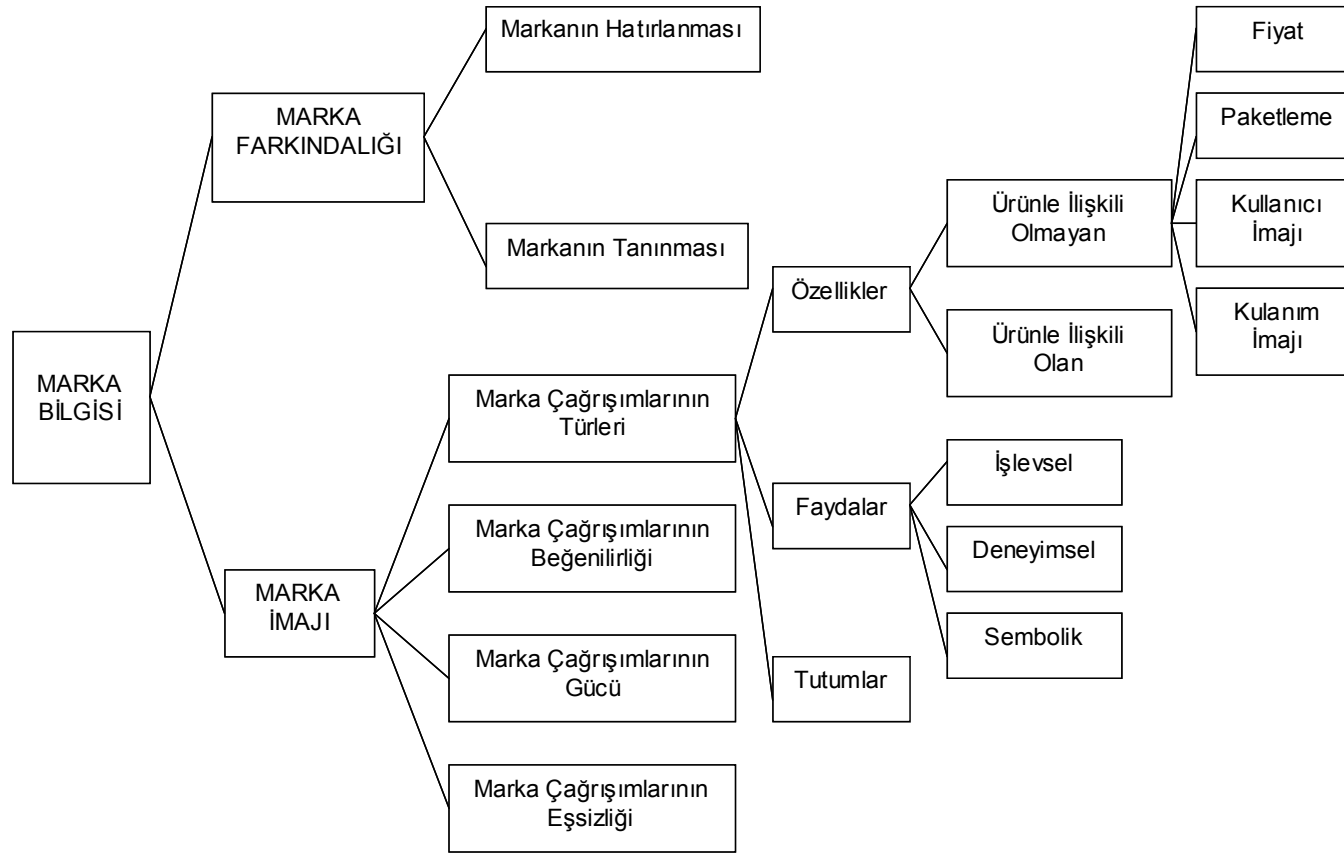 Markanın Hatırlanması
Fiyat
MARKA
FARKINDALIĞI
Paketleme
Markanın Tanınması
Ürünle İlişkili
Olmayan
Kullanıcı
İmajı
Özellikler
Ürünle İlişkili
Olan
Kulanım
İmajı
MARKA
BİLGİSİ
Marka Çağrışımlarının
Türleri
İşlevsel
Faydalar
Marka Çağrışımlarının
Beğenilirliği
Deneyimsel
MARKA
İMAJI
Sembolik
Marka Çağrışımlarının
Gücü
Tutumlar
Marka Çağrışımlarının
Eşsizliği